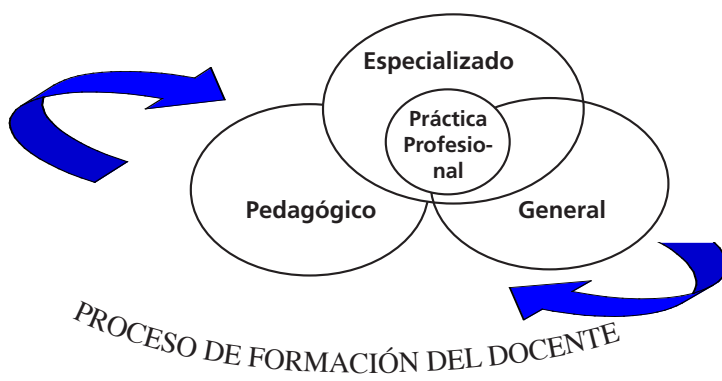 Especializado
Práctica
Profesio-
nal
Pedagógico
General
PROCESO DE FORMACIÓN DEL DOCENTE